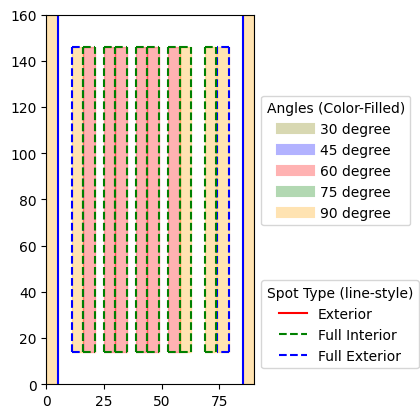 160
140
120
100
80
60
40
20
0
0 25 50 75
Angles (Color-Filled)
30 degree
45 degree
60 degree
75 degree
90 degree
Spot Type (line-style)
Exterior
Full Interior
Full Exterior